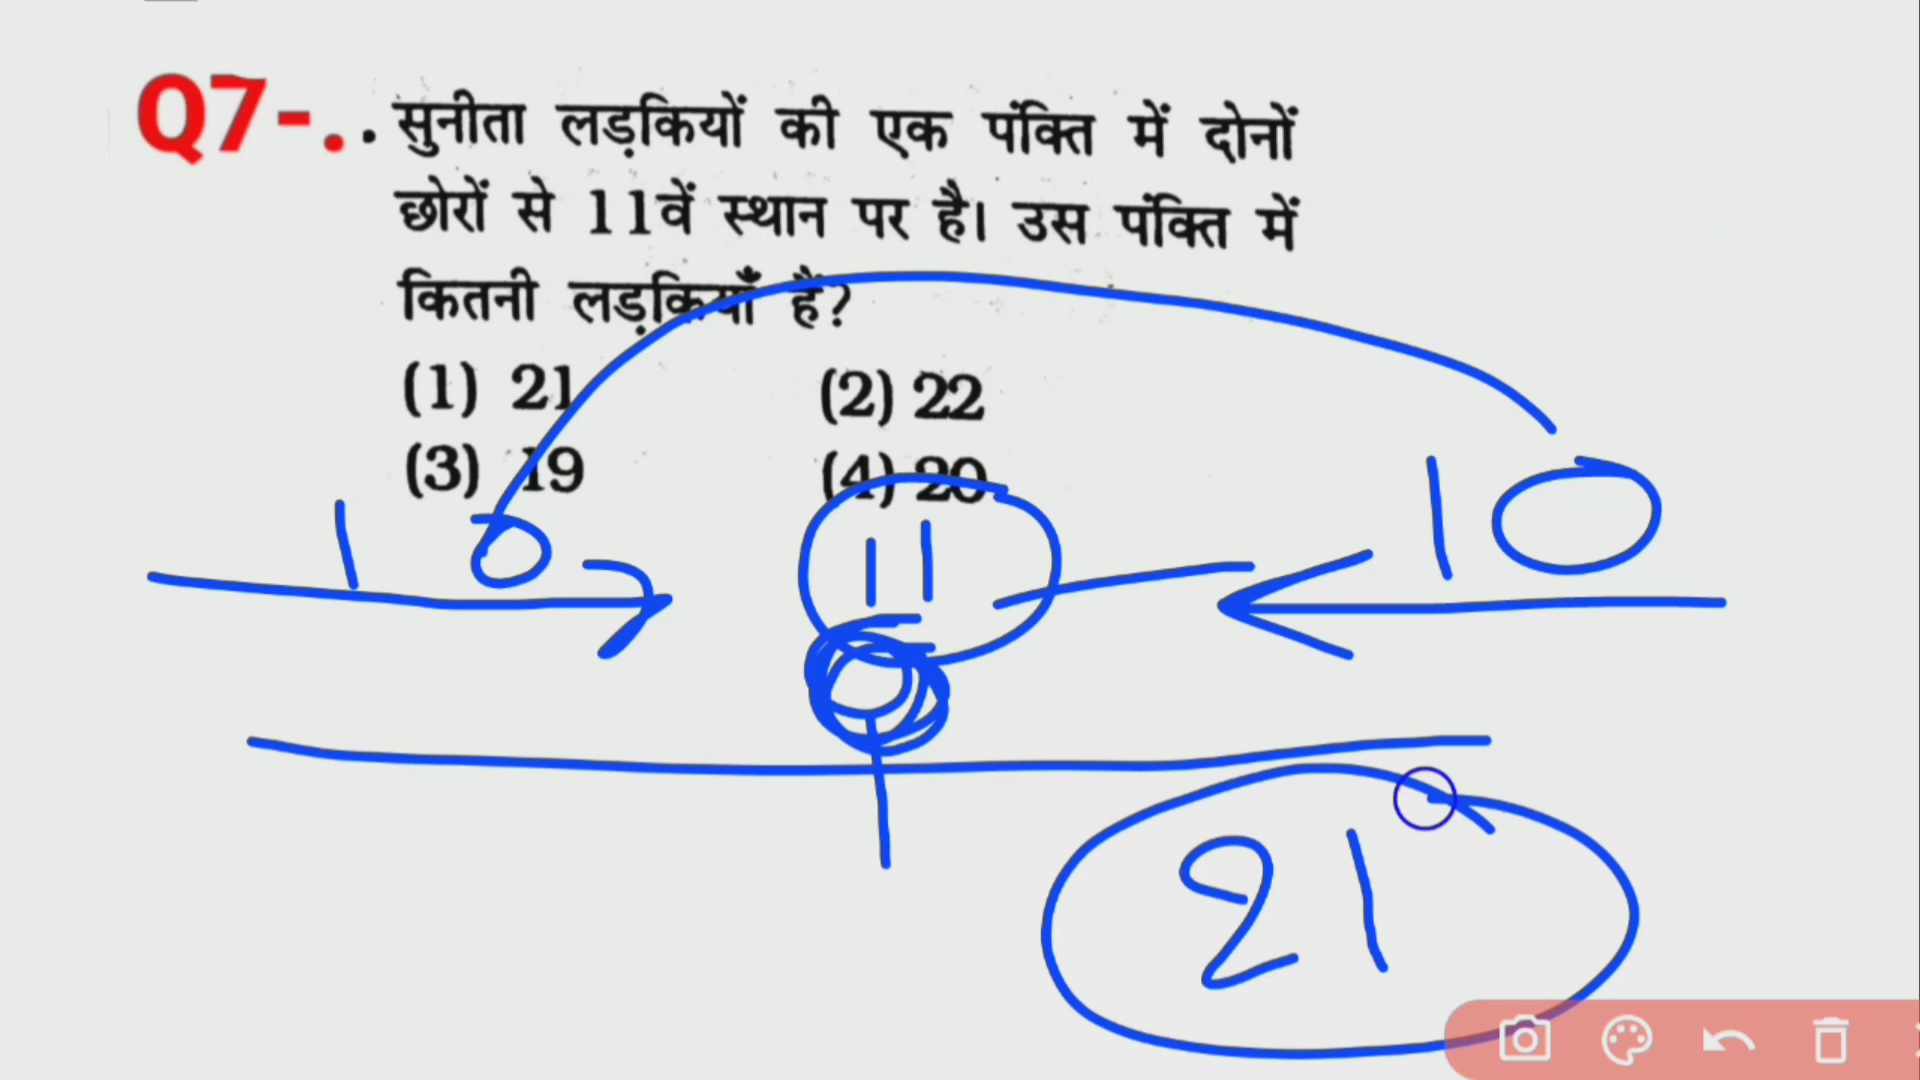 Q7-. . सुनीता लड़कियों की एक पंक्ति में दोनों
छोरों से 11वें स्थान पर है। उस पंक्ति में
कितनी लड़कियाँ हैं?
(1) 21 (2) 22
(3) 19 (4) 20
10 11 10
21